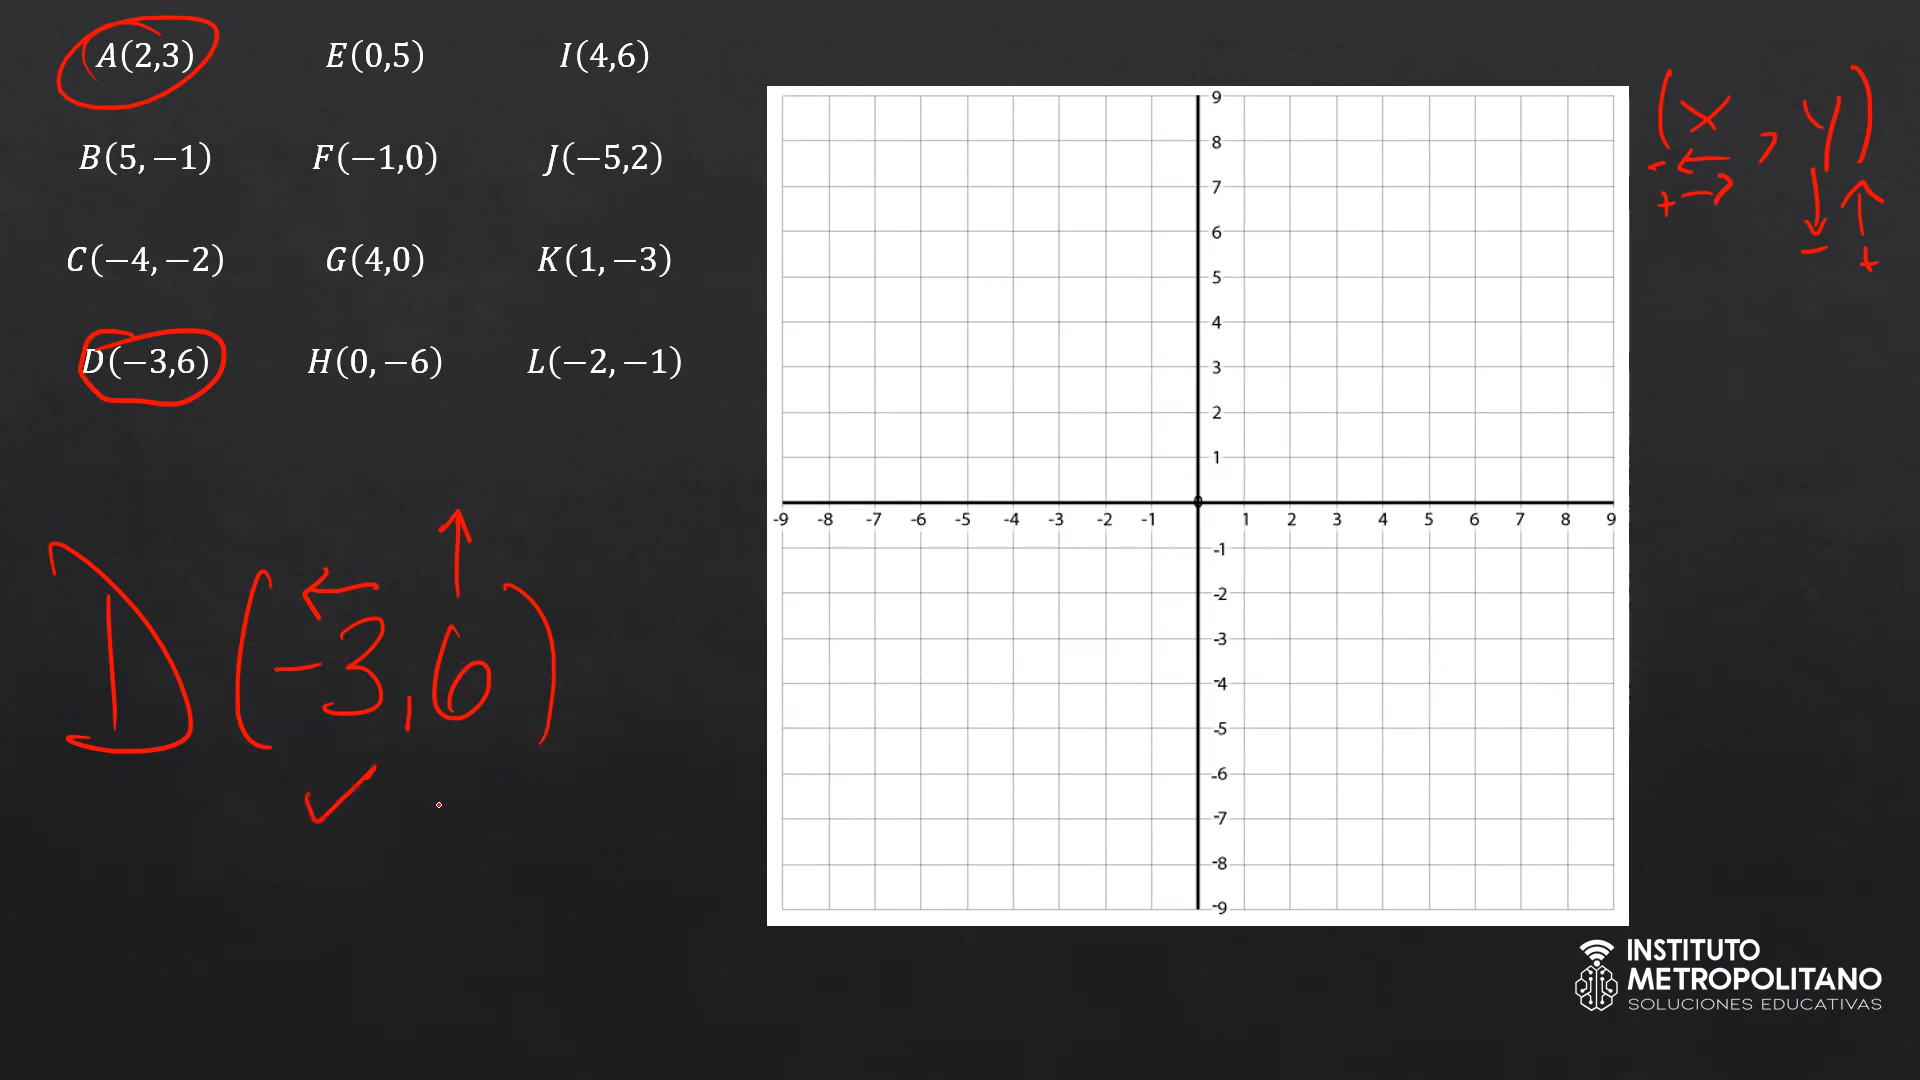 A(2,3) E(0,5) I(4,6)
B(5,−1) F(−1,0) J(−5,2)
C(−4,−2) G(4,0) K(1,−3)
D(−3,6) H(0,−6) L(−2,−1)
D(−3,6)
(x, y)
- ←
+ →
↓ ↑
- +
9
8
7
6
5
4
3
2
1
0
-9 -8 -7 -6 -5 -4 -3 -2 -1 1 2 3 4 5 6 7 8 9
-1
-2
-3
-4
-5
-6
-7
-8
-9
INSTITUTO
METROPOLITANO
SOLUCIONES EDUCATIVAS